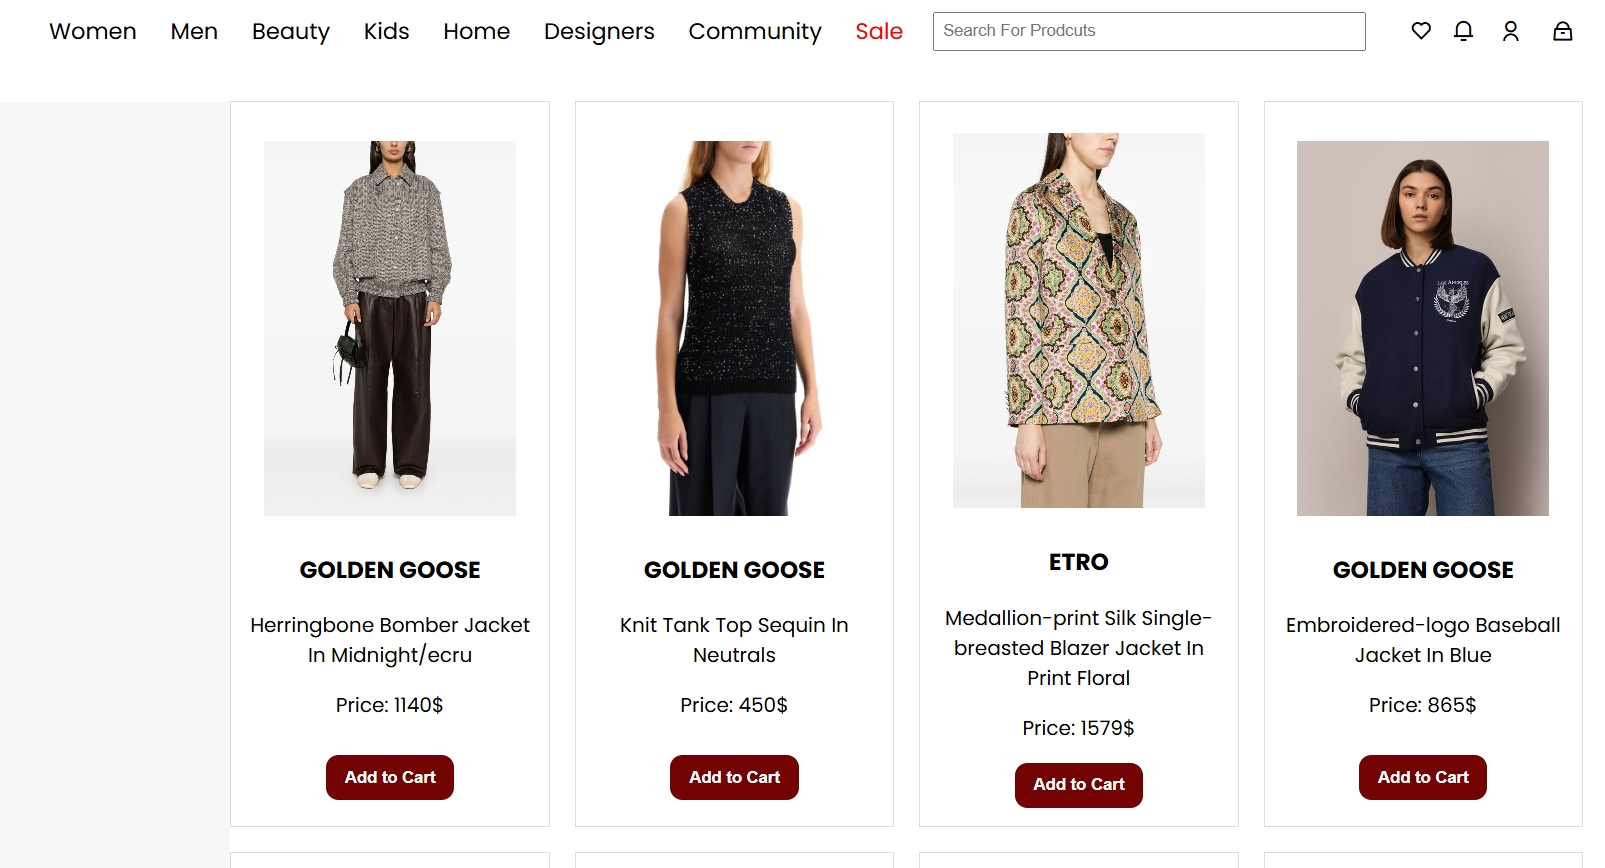 Women Men Beauty Kids Home Designers Community Sale Search For Prodcuts
GOLDEN GOOSE
Herringbone Bomber Jacket
In Midnight/ecru
Price: 1140$
Add to Cart
GOLDEN GOOSE
Knit Tank Top Sequin In
Neutrals
Price: 450$
Add to Cart
ETRO
Medallion-print Silk Single-
breasted Blazer Jacket In
Print Floral
Price: 1579$
Add to Cart
LOS ANGELES
GOLDEN GOOSE
Embroidered-logo Baseball
Jacket In Blue
Price: 865$
Add to Cart